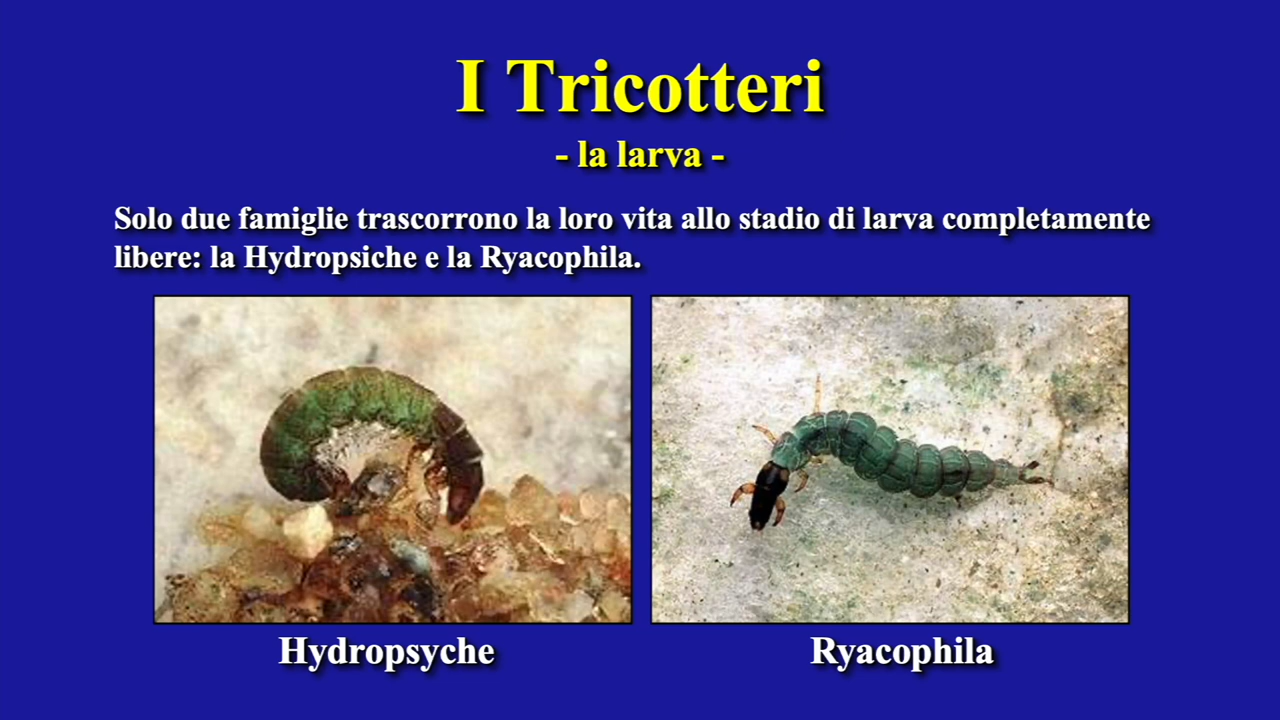 I Tricotteri
- la larva -
Solo due famiglie trascorrono la loro vita allo stadio di larva completamente
libere: la Hydropsiche e la Ryacophila.
Hydropsyche
Ryacophila